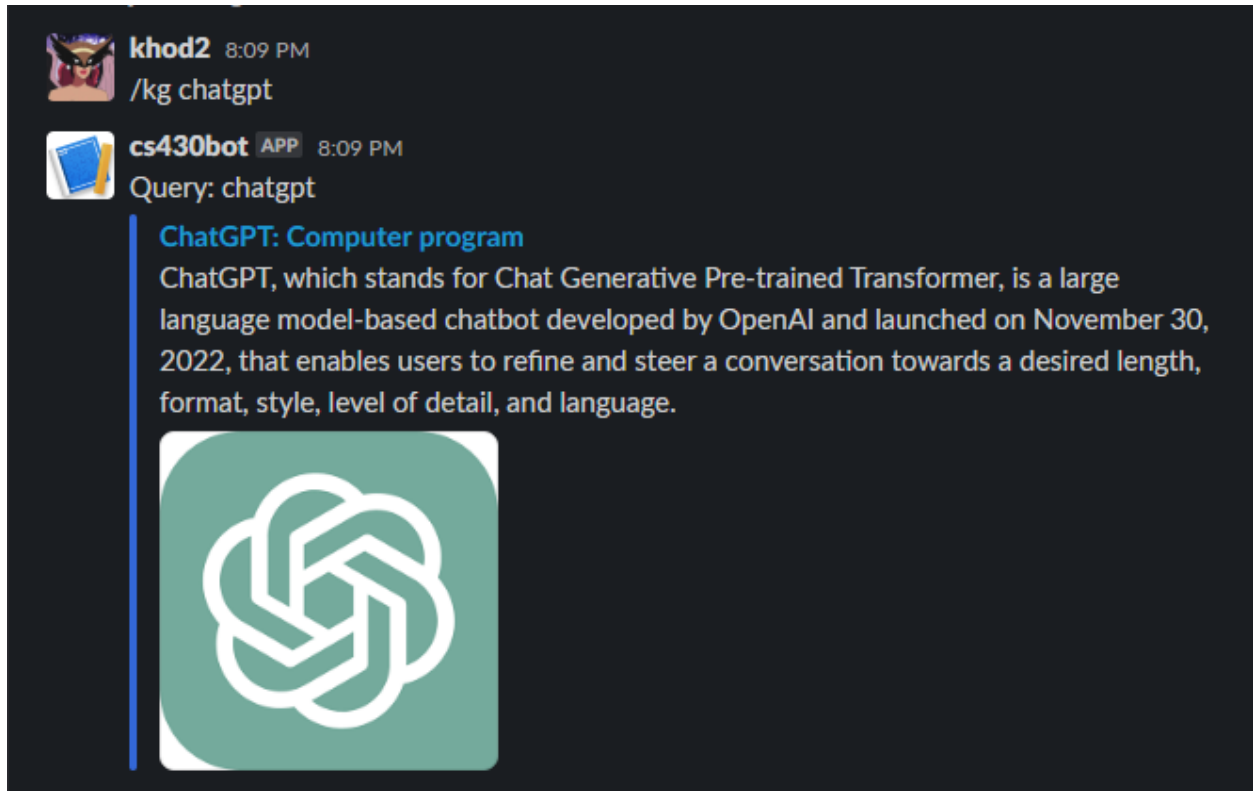 khod2 8:09 PM
/kg chatgpt
cs430bot APP 8:09 PM
Query: chatgpt
ChatGPT: Computer program
ChatGPT, which stands for Chat Generative Pre-trained Transformer, is a large
language model-based chatbot developed by OpenAI and launched on November 30,
2022, that enables users to refine and steer a conversation towards a desired length,
format, style, level of detail, and language.